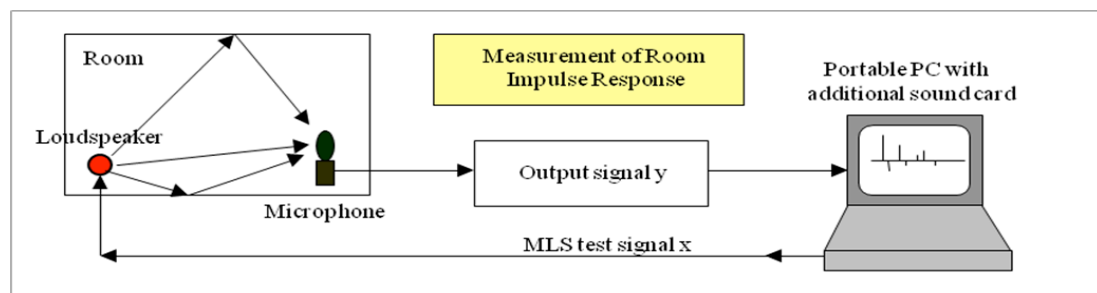 Room
Measurement of Room
Impulse Response
Portable PC with
additional sound card
Loudspeaker
Output signal y
Microphone
MLS test signal x